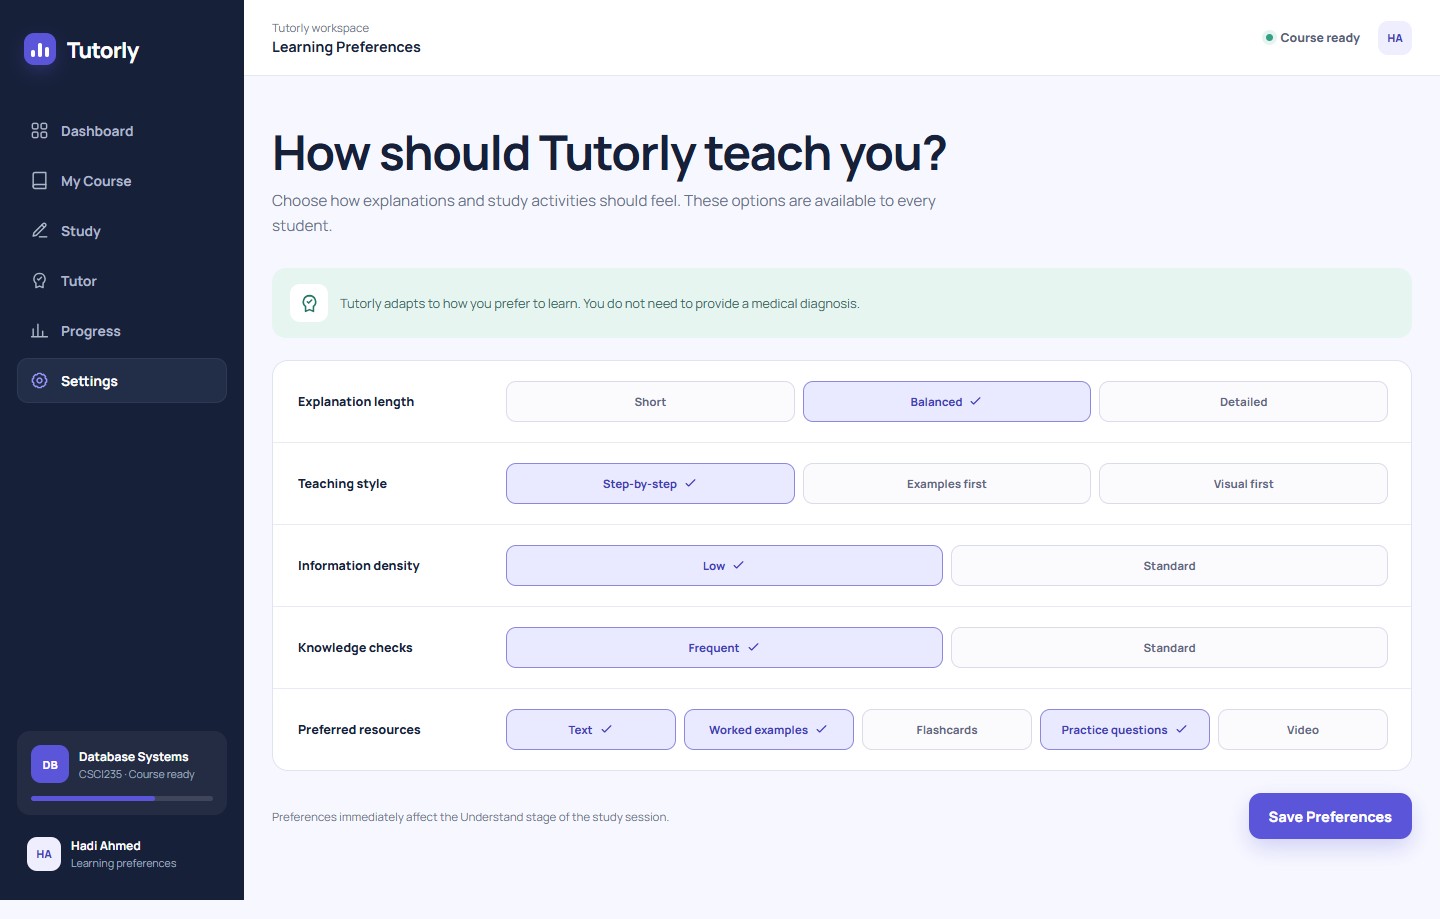 Tutorly
Dashboard
My Course
Study
Tutor
Progress
Settings
DB
Database Systems
CSCI235 · Course ready
HA
Hadi Ahmed
Learning preferences
Tutorly workspace
Learning Preferences
Course ready
HA
How should Tutorly teach you?
Choose how explanations and study activities should feel. These options are available to every
student.
Tutorly adapts to how you prefer to learn. You do not need to provide a medical diagnosis.
Explanation length
Short
Balanced ✓
Detailed
Teaching style
Step-by-step ✓
Examples first
Visual first
Information density
Low ✓
Standard
Knowledge checks
Frequent ✓
Standard
Preferred resources
Text ✓
Worked examples ✓
Flashcards
Practice questions ✓
Video
Preferences immediately affect the Understand stage of the study session.
Save Preferences